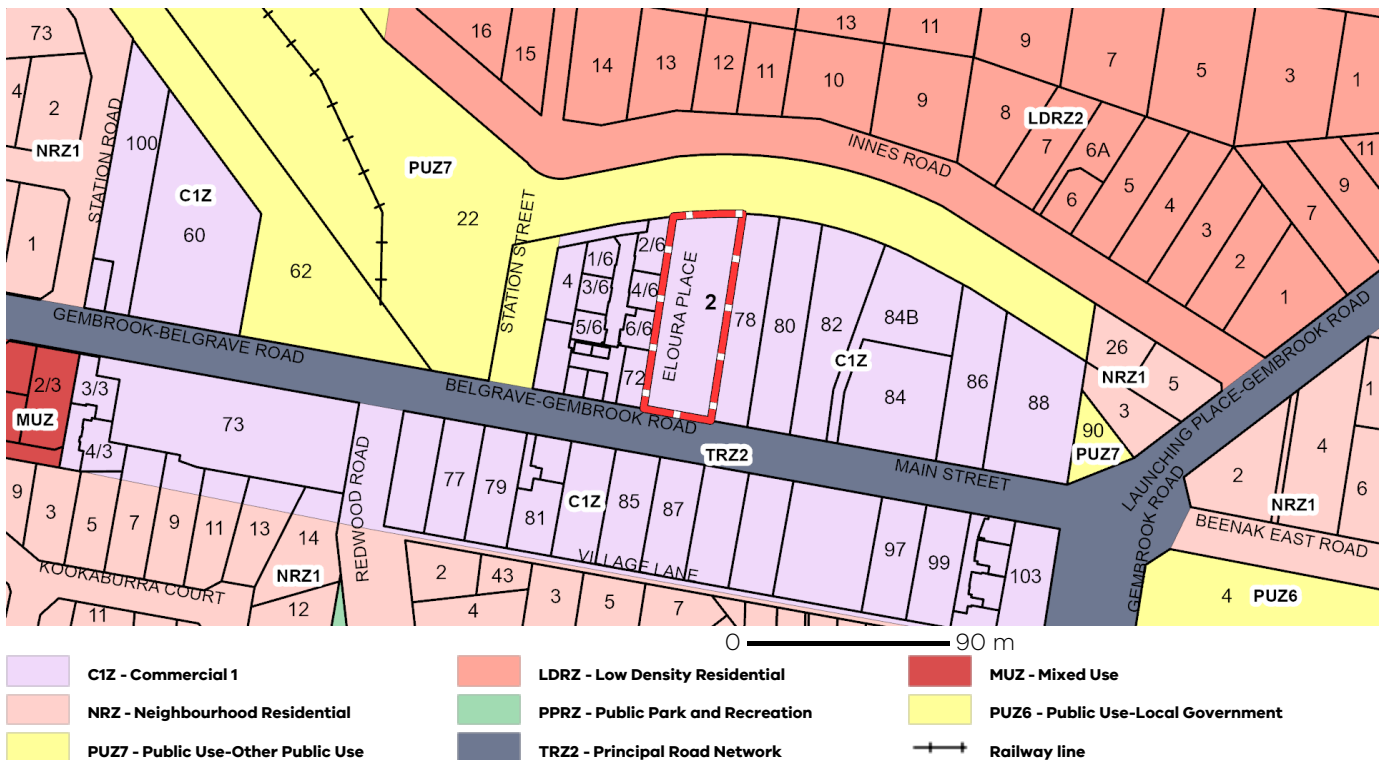 73
16
15
14
13
12
11
10
13
11
9
9
7
5
3
1
4
2
NRZ1
STATION ROAD
100
C1Z
60
1
PUZ7
22
62
STATION STREET
INNES ROAD
8
LDRZ2
7
6A
6
5
4
3
2
1
11
9
7
4
1/6
3/6
5/6
2/6
4/6
6/6
72
ELOURA PLACE
2
78
80
82
C1Z
84B
84
86
88
26
NRZ1
5
3
90
PUZ7
GEMBROOK-BELGRAVE ROAD
BELGRAVE-GEMBROOK ROAD
TRZ2
MAIN STREET
LAUNCHING PLACE-GEMBROOK ROAD
GEMBROOK ROAD
1
4
2
6
NRZ1
BEENAK EAST ROAD
4
PUZ6
2/3
MUZ
3/3
4/3
73
REDWOOD ROAD
77
79
81
C1Z
85
87
97
99
103
VILLAGE LANE
9
3
5
7
9
11
13
14
NRZ1
12
KOOKABURRA COURT
11
2
43
4
3
5
7
0 90 m
C1Z - Commercial 1
LDRZ - Low Density Residential
MUZ - Mixed Use
NRZ - Neighbourhood Residential
PPRZ - Public Park and Recreation
PUZ6 - Public Use-Local Government
PUZ7 - Public Use-Other Public Use
TRZ2 - Principal Road Network
Railway line